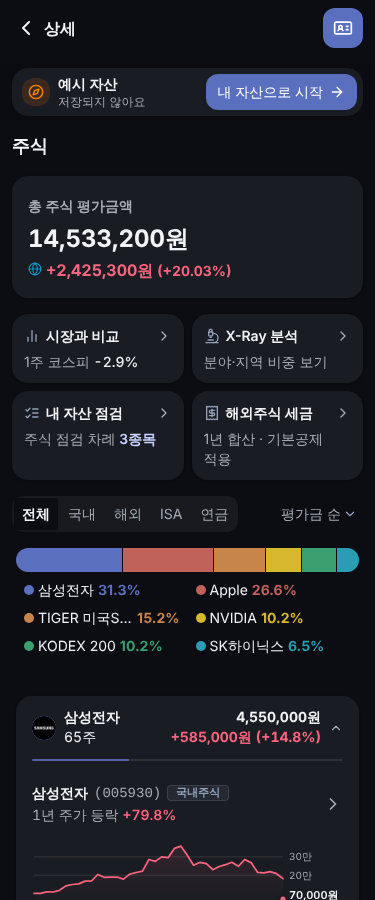 상세
예시 자산
저장되지 않아요
내 자산으로 시작
주식
총 주식 평가금액
14,533,200원
+2,425,300원 (+20.03%)
시장과 비교
1주 코스피 -2.9%
X-Ray 분석
분야·지역 비중 보기
내 자산 점검
주식 점검 차례 3종목
해외주식 세금
1년 합산 · 기본공제
적용
전체 국내 해외 ISA 연금
평가금 순
삼성전자 31.3%
Apple 26.6%
TIGER 미국S... 15.2%
NVIDIA 10.2%
KODEX 200 10.2%
SK하이닉스 6.5%
SAMSUNG
삼성전자
65주
4,550,000원
+585,000원 (+14.8%)
삼성전자 (005930) 국내주식
1년 주가 등락 +79.8%
30만
20만
70,000원